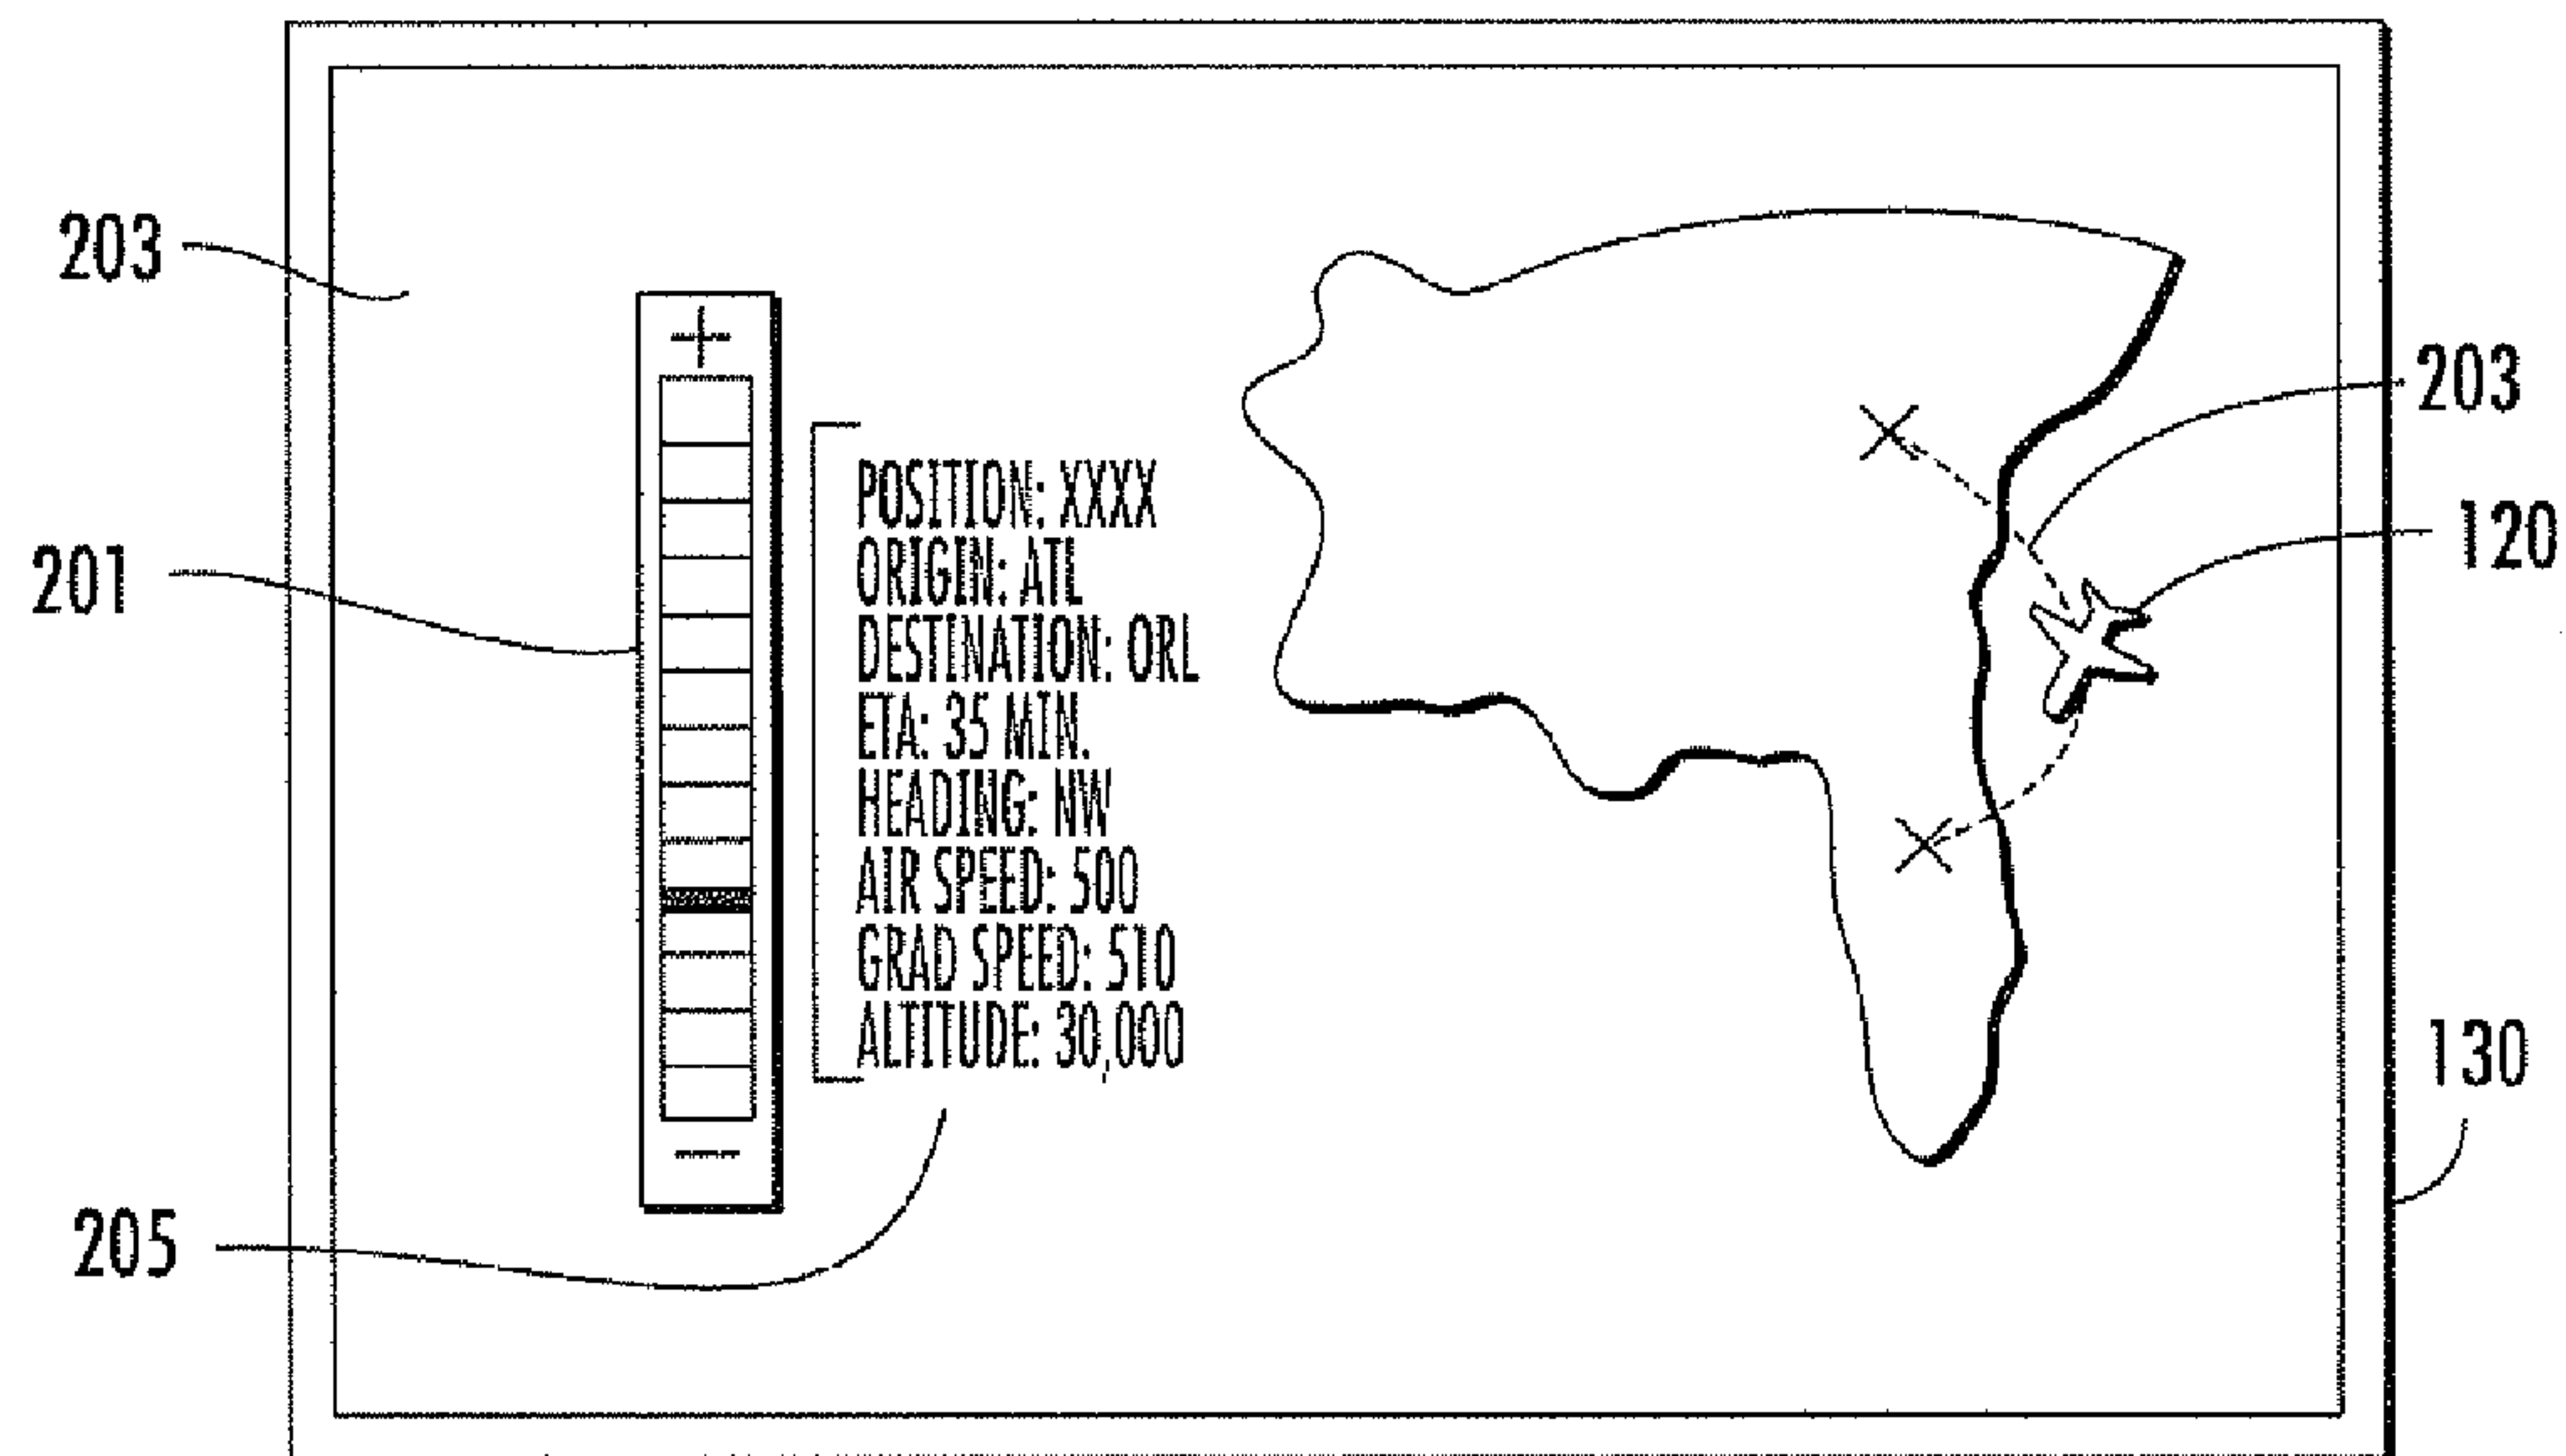 203
+
203
POSITION: XXXX
ORIGIN: ATL
DESTINATION: ORL
ETA: 35 MIN.
HEADING: NW
AIR SPEED: 500
GRAD SPEED: 510
ALTITUDE: 30,000
120
201
130
—
205